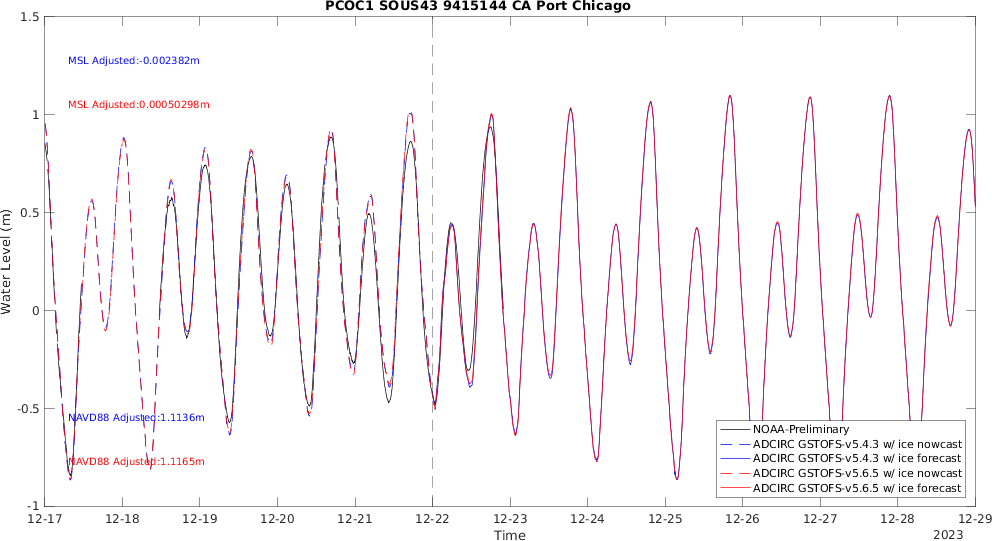 PCOC1 SOUS43 9415144 CA Port Chicago
1.5
1
0.5
0
-0.5
-1
Water Level (m)
MSL Adjusted:-0.002382m
MSL Adjusted:0.00050298m
NAVD88 Adjusted:1.1136m
NAVD88 Adjusted:1.1165m
NOAA-Preliminary
ADCIRC GSTOFS-v5.4.3 w/ ice nowcast
ADCIRC GSTOFS-v5.4.3 w/ ice forecast
ADCIRC GSTOFS-v5.6.5 w/ ice nowcast
ADCIRC GSTOFS-v5.6.5 w/ ice forecast
12-17 12-18 12-19 12-20 12-21 12-22 12-23 12-24 12-25 12-26 12-27 12-28 12-29
Time
2023